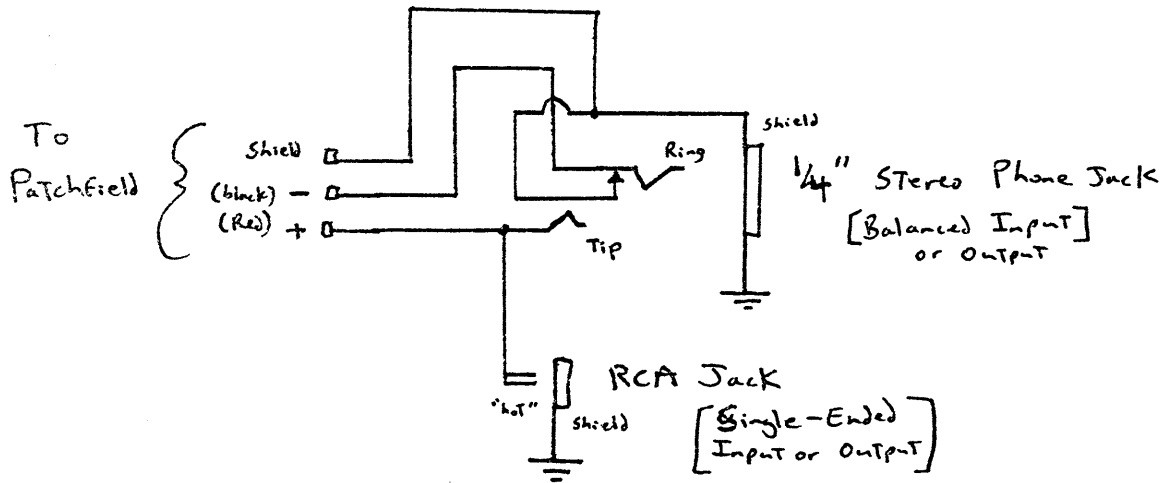 To
Patchfield
Shield
(black) -
(Red) +
Shield
Ring
Tip
1/4" Stereo Phone Jack
[Balanced Input]
or Output
"hot"
Shield
RCA Jack
[Single-Ended
Input or Output]